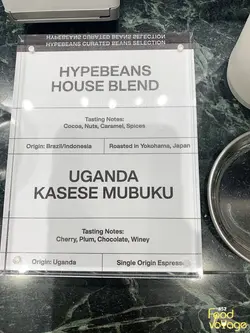 HYPEBEANS CURATED BEANS SELECTION
HYPEBEANS
HOUSE BLEND
Tasting Notes:
Cocoa, Nuts, Caramel, Spices
Origin: Brazil/Indonesia
Roasted in Yokohama, Japan
UGANDA
KASESE MUBUKU
Tasting Notes:
Cherry, Plum, Chocolate, Winey
Origin: Uganda
Single Origin Espresso
Food
Voyage